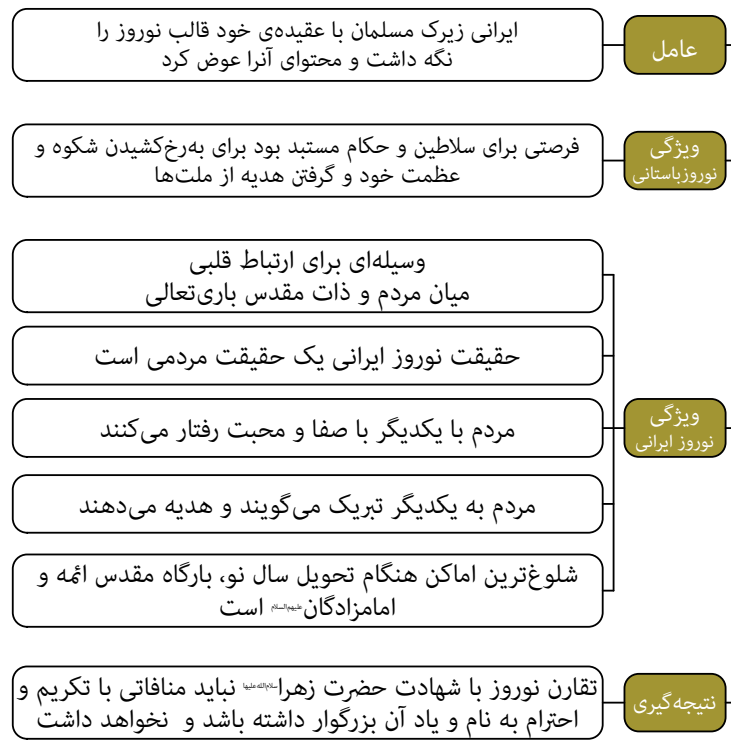 عامل
ایرانی زیرک مسلمان با عقیده‌ی خود قالب نوروز را
نگه داشت و محتوای آنرا عوض کرد
ویژگی
نوروزباستانی
فرصتی برای سلاطین و حکام مستبد بود برای به‌رخ‌کشیدن شکوه و
عظمت خود و گرفتن هدیه از ملت‌ها
ویژگی
نوروز ایرانی
وسیله‌ای برای ارتباط قلبی
میان مردم و ذات مقدس باری‌تعالی
حقیقت نوروز ایرانی یک حقیقت مردمی است
مردم با یکدیگر با صفا و محبت رفتار می‌کنند
مردم به یکدیگر تبریک می‌گویند و هدیه می‌دهند
شلوغ‌ترین اماکن هنگام تحویل سال نو، بارگاه مقدس ائمه و
امامزادگان علیهم‌السلام است
نتیجه‌گیری
تقارن نوروز با شهادت حضرت زهرا سلام‌الله‌علیها نباید منافاتی با تکریم و
احترام به نام و یاد آن بزرگوار داشته باشد و نخواهد داشت